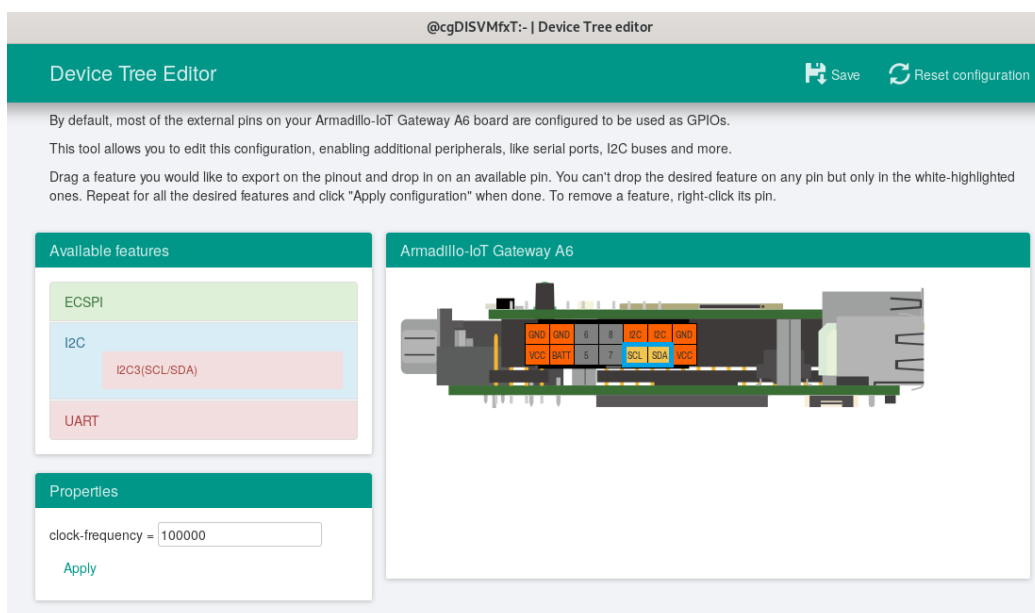 @cgDISVMfxT:- | Device Tree editor
Device Tree Editor
Save
Reset configuration
By default, most of the external pins on your Armadillo-IoT Gateway A6 board are configured to be used as GPIOs.
This tool allows you to edit this configuration, enabling additional peripherals, like serial ports, I2C buses and more.
Drag a feature you would like to export on the pinout and drop in on an available pin. You can't drop the desired feature on any pin but only in the white-highlighted
ones. Repeat for all the desired features and click "Apply configuration" when done. To remove a feature, right-click its pin.
Available features
ECSPI
I2C
I2C3(SCL/SDA)
UART
Properties
clock-frequency = 100000
Apply
Armadillo-IoT Gateway A6
GND GND 6 8 I2C I2C GND
VCC BATT 5 7 SCL SDA VCC